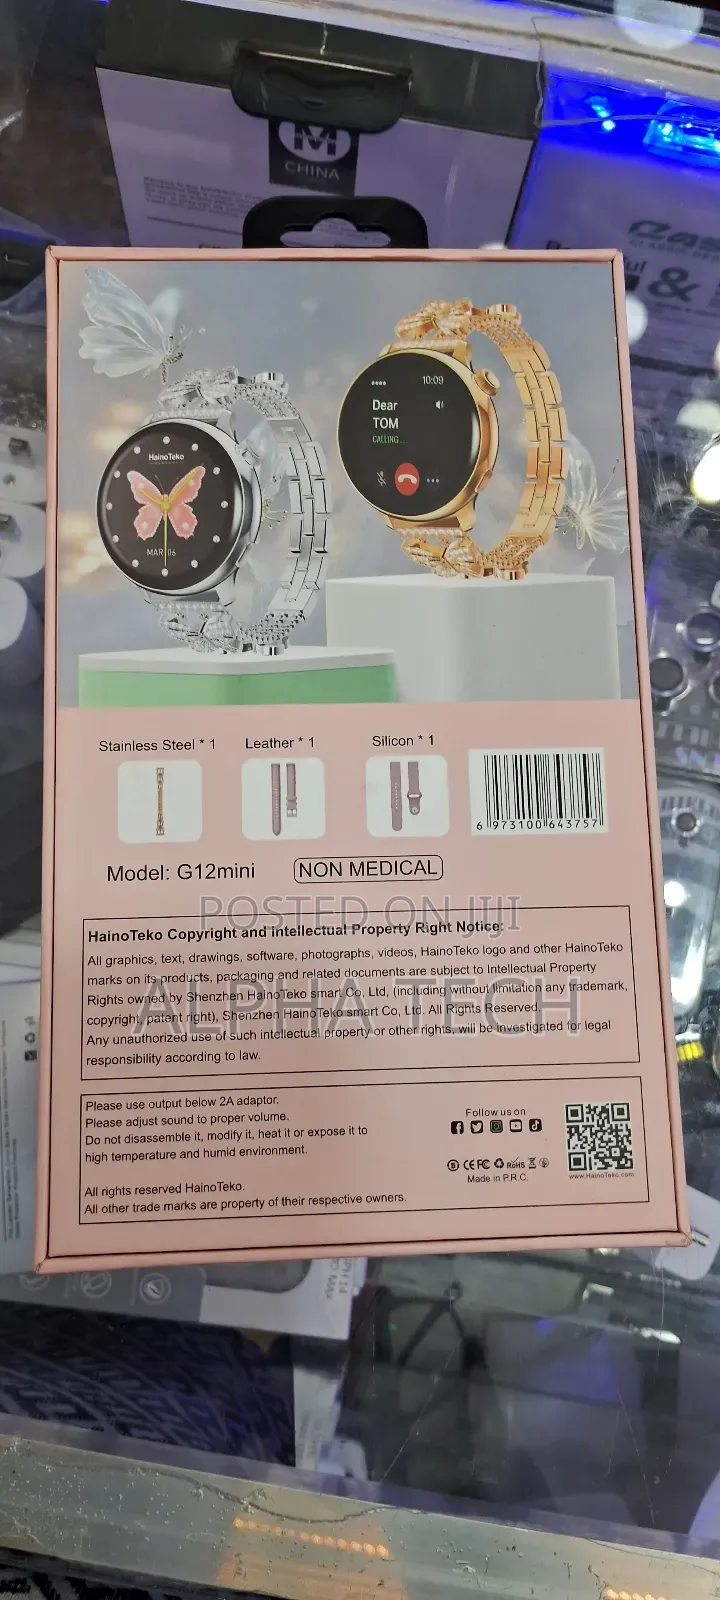 M
CHINA
&
10:09
Dear
TOM
CALLING...
HainoTeko
MAR 06
Stainless Steel * 1
Leather * 1
Silicon * 1
6 973100 643757
Model: G12mini
NON MEDICAL
POSTED ON JIJI
HainoTeko Copyright and Intellectual Property Right Notice:
All graphics, text, drawings, software, photographs, videos, HainoTeko logo and other HainoTeko
marks on its products, packaging and related documents are subject to Intellectual Property
Rights owned by Shenzhen HainoTeko smart Co, Ltd, (including without limitation any trademark,
copyright, patent right), Shenzhen HainoTeko smart Co, Ltd. All Rights Reserved.
Any unauthorized use of such intellectual property or other rights, will be investigated for legal
responsibility according to law.
ALPHA TECH
Please use output below 2A adaptor.
Please adjust sound to proper volume.
Do not disassemble it, modify it, heat it or expose it to
high temperature and humid environment.
All rights reserved HainoTeko.
All other trade marks are property of their respective owners.
Follow us on
CE FC RoHS
Made in P.R.C.
www.HainoTeko.com